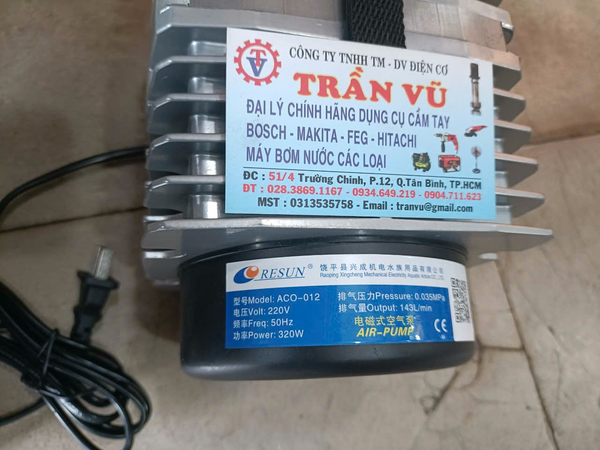 TV
CÔNG TY TNHH TM - DV ĐIỆN CƠ
TRẦN VŨ
ĐẠI LÝ CHÍNH HÃNG DỤNG CỤ CẦM TAY
BOSCH - MAKITA - FEG - HITACHI
MÁY BƠM NƯỚC CÁC LOẠI
ĐC : 51/4 Trường Chinh, P.12, Q.Tân Bình, TP.HCM
ĐT : 028.3869.1167 - 0934.649.219 - 0904.711.623
MST : 0313535758 - Email : tranvu@gmail.com
RESUN®
饶平县兴成机电水族用品有限公司
Raoping Xingcheng Mechanical Electrical Aquatic Article CO.,LTD
型号Model: ACO-012
电压Volt: 220V
频率Freq: 50Hz
功率Power: 320W
排气压力Pressure: 0.035MPa
排气量Output: 143L/min
电磁式空气泵
AIR-PUMP
CE